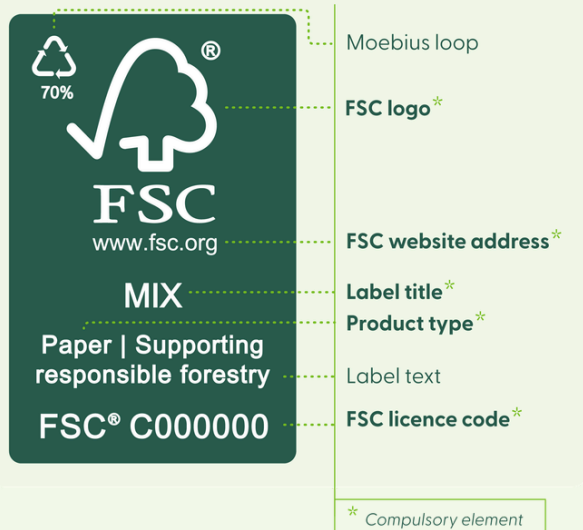 ®
70%
FSC
www.fsc.org
MIX
Paper | Supporting
responsible forestry
FSC® C000000
Moebius loop
FSC logo*
FSC website address*
Label title*
Product type*
Label text
FSC licence code*
* Compulsory element